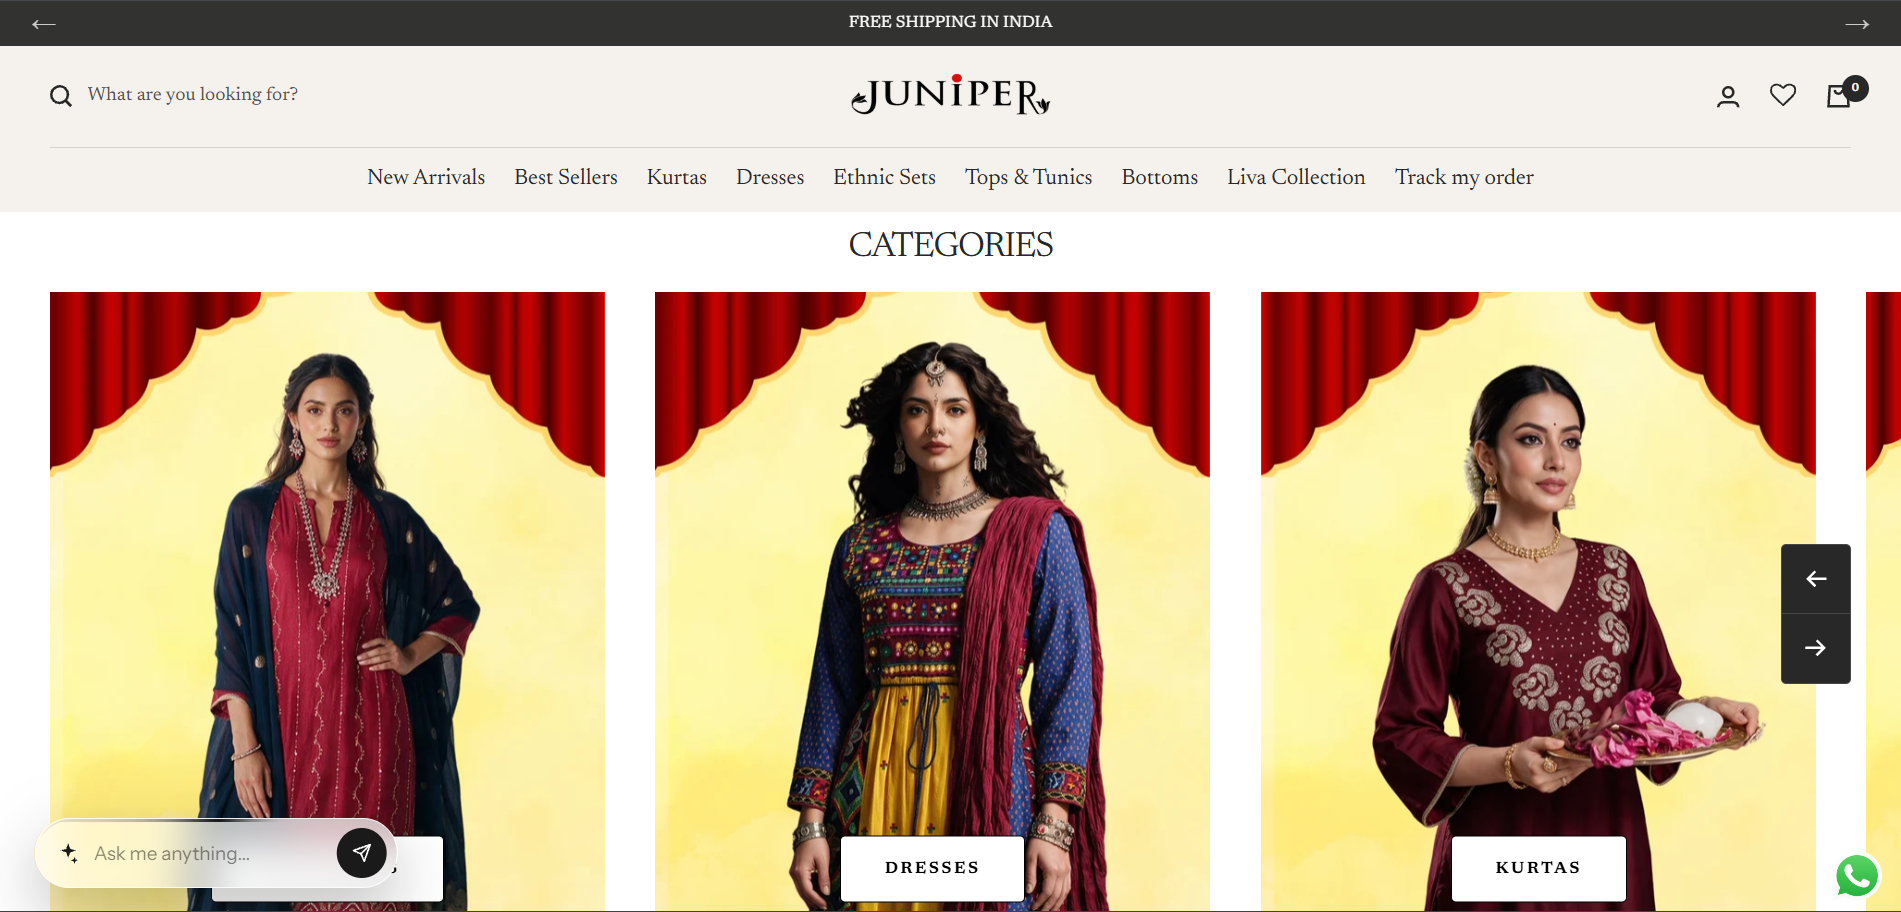 FREE SHIPPING IN INDIA
What are you looking for?
JUNIPER
0
New Arrivals Best Sellers Kurtas Dresses Ethnic Sets Tops & Tunics Bottoms Liva Collection Track my order
CATEGORIES
Ask me anything...
DRESSES
KURTAS